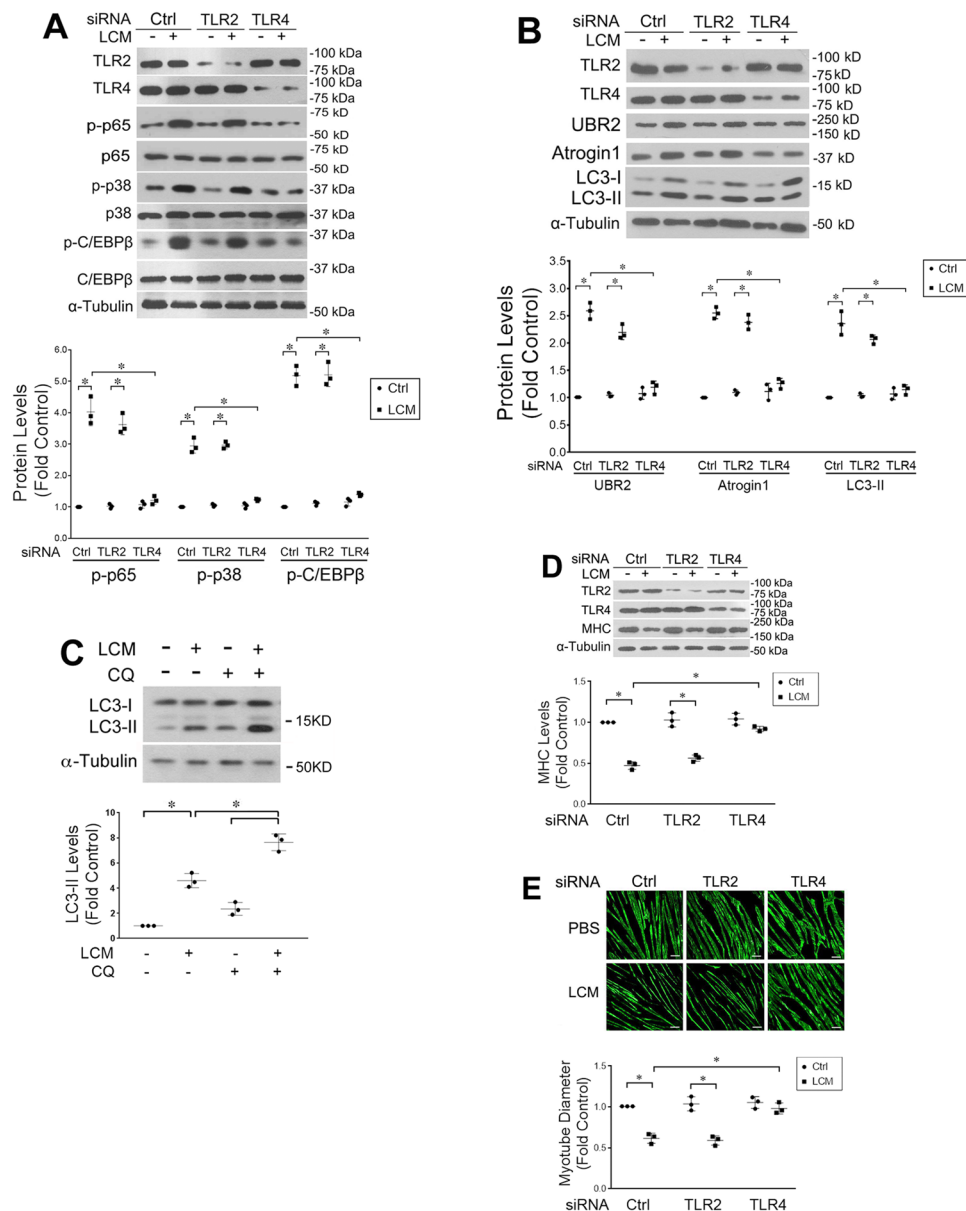 A
siRNA Ctrl TLR2 TLR4
LCM - + - + - +
TLR2 -100 kDa
-75 kDa
TLR4 -100 kDa
-75 kDa
p-p65 -75 kD
-50 kD
p65 -75 kD
-50 kD
p-p38 -37 kDa
p38 -37 kDa
p-C/EBPβ -37 kDa
C/EBPβ -37 kDa
α-Tubulin -50 kDa
Protein Levels
(Fold Control)
6.0
5.0
4.0
3.0
2.0
1.0
0.0
* * * * * * * * *
Ctrl
LCM
siRNA Ctrl TLR2 TLR4 Ctrl TLR2 TLR4 Ctrl TLR2 TLR4
p-p65 p-p38 p-C/EBPβ
B
siRNA Ctrl TLR2 TLR4
LCM - + - + - +
TLR2 -100 kD
-75 kD
TLR4 -100 kD
-75 kD
UBR2 -250 kD
-150 kD
Atrogin1 -37 kD
LC3-I -15 kD
LC3-II
α-Tubulin -50 kD
Protein Levels
(Fold Control)
3.0
2.5
2.0
1.5
1.0
0.5
0.0
* * * * * * * * *
Ctrl
LCM
siRNA Ctrl TLR2 TLR4 Ctrl TLR2 TLR4 Ctrl TLR2 TLR4
UBR2 Atrogin1 LC3-II
C
LCM - + - +
CQ - - + +
LC3-I
LC3-II - 15KD
α-Tubulin - 50KD
LC3-II Levels
(Fold Control)
10
8
6
4
2
0
* *
LCM - + - +
CQ - - + +
D
siRNA Ctrl TLR2 TLR4
LCM - + - + - +
TLR2 -100 kDa
-75 kDa
TLR4 -100 kDa
-75 kDa
MHC -250 kDa
-150 kDa
α-Tubulin -50 kDa
MHC Levels
(Fold Control)
1.5
1.0
0.5
0.0
* * *
Ctrl
LCM
siRNA Ctrl TLR2 TLR4
E
siRNA Ctrl TLR2 TLR4
PBS
LCM
Myotube Diameter
(Fold Control)
1.5
1.0
0.5
0.0
* * *
Ctrl
LCM
siRNA Ctrl TLR2 TLR4